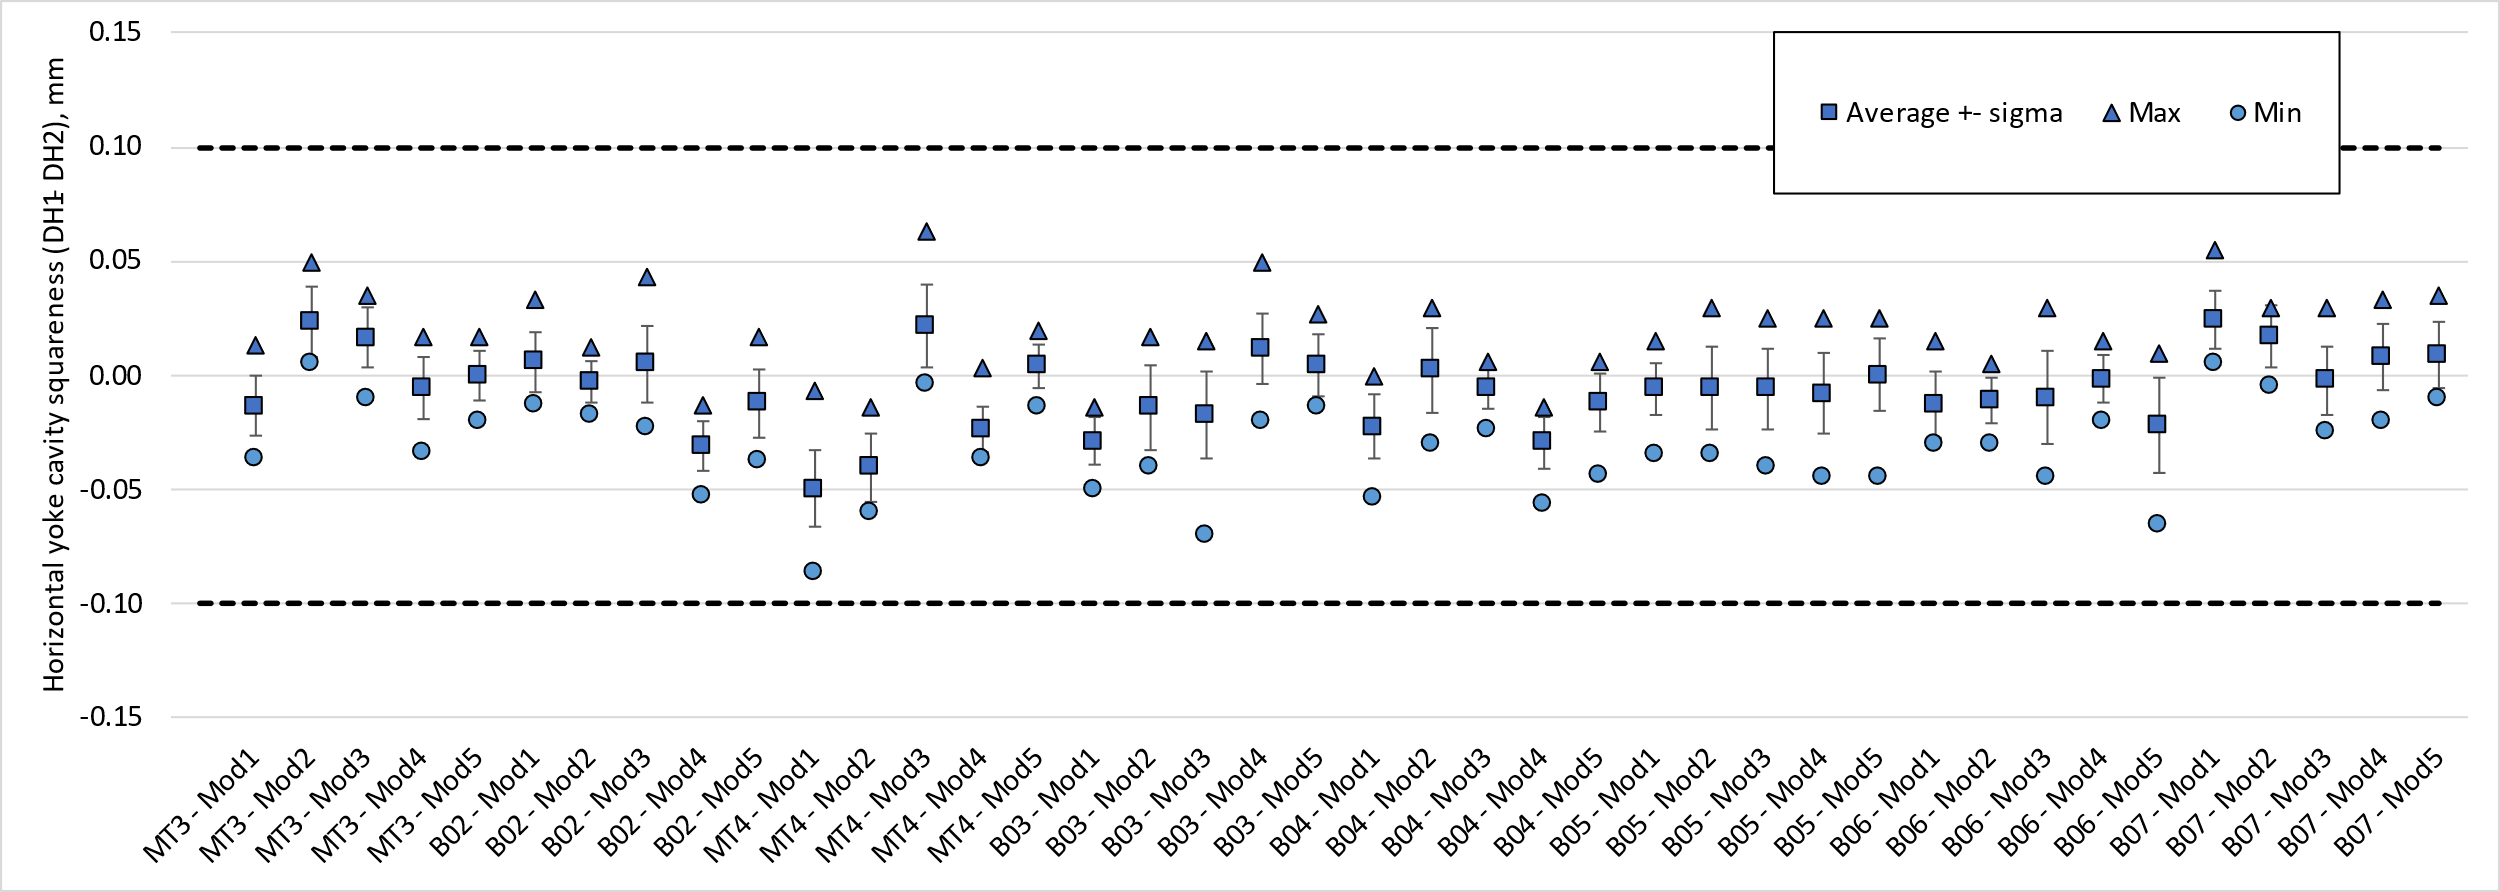 Horizontal yoke cavity squareness (DH1- DH2), mm
0.15
0.10
0.05
0.00
-0.05
-0.10
-0.15
Average +- sigma
Max
Min
MT3 - Mod1
MT3 - Mod2
MT3 - Mod3
MT3 - Mod4
MT3 - Mod5
B02 - Mod1
B02 - Mod2
B02 - Mod3
B02 - Mod4
B02 - Mod5
MT4 - Mod1
MT4 - Mod2
MT4 - Mod3
MT4 - Mod4
MT4 - Mod5
B03 - Mod1
B03 - Mod2
B03 - Mod3
B03 - Mod4
B03 - Mod5
B04 - Mod1
B04 - Mod2
B04 - Mod3
B04 - Mod4
B04 - Mod5
B05 - Mod1
B05 - Mod2
B05 - Mod3
B05 - Mod4
B05 - Mod5
B06 - Mod1
B06 - Mod2
B06 - Mod3
B06 - Mod4
B06 - Mod5
B07 - Mod1
B07 - Mod2
B07 - Mod3
B07 - Mod4
B07 - Mod5